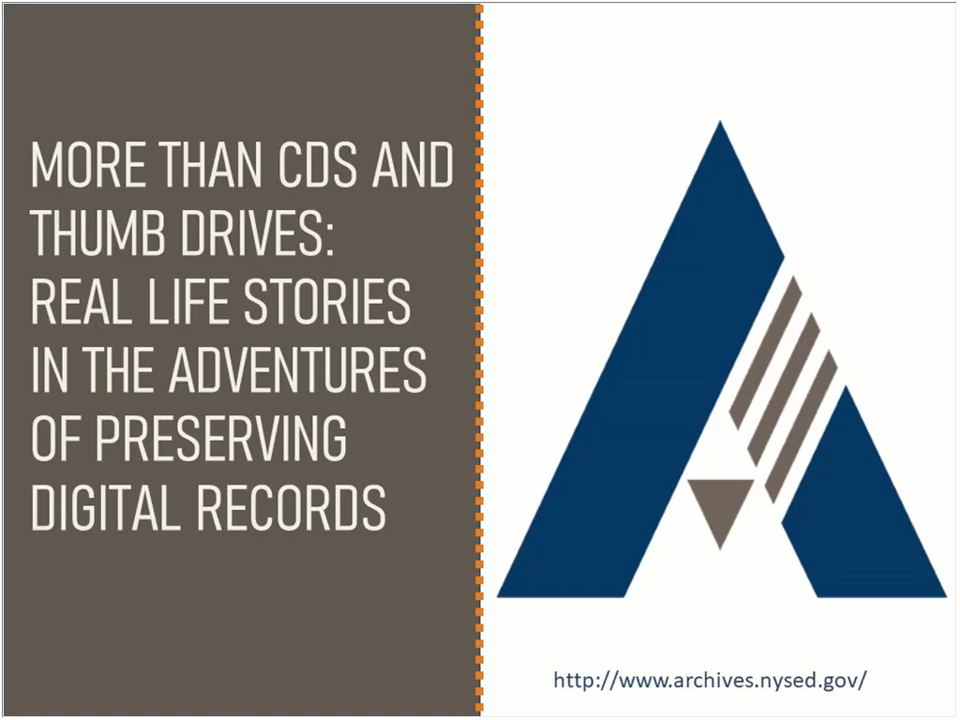 MORE THAN CDS AND
THUMB DRIVES:
REAL LIFE STORIES
IN THE ADVENTURES
OF PRESERVING
DIGITAL RECORDS
http://www.archives.nysed.gov/